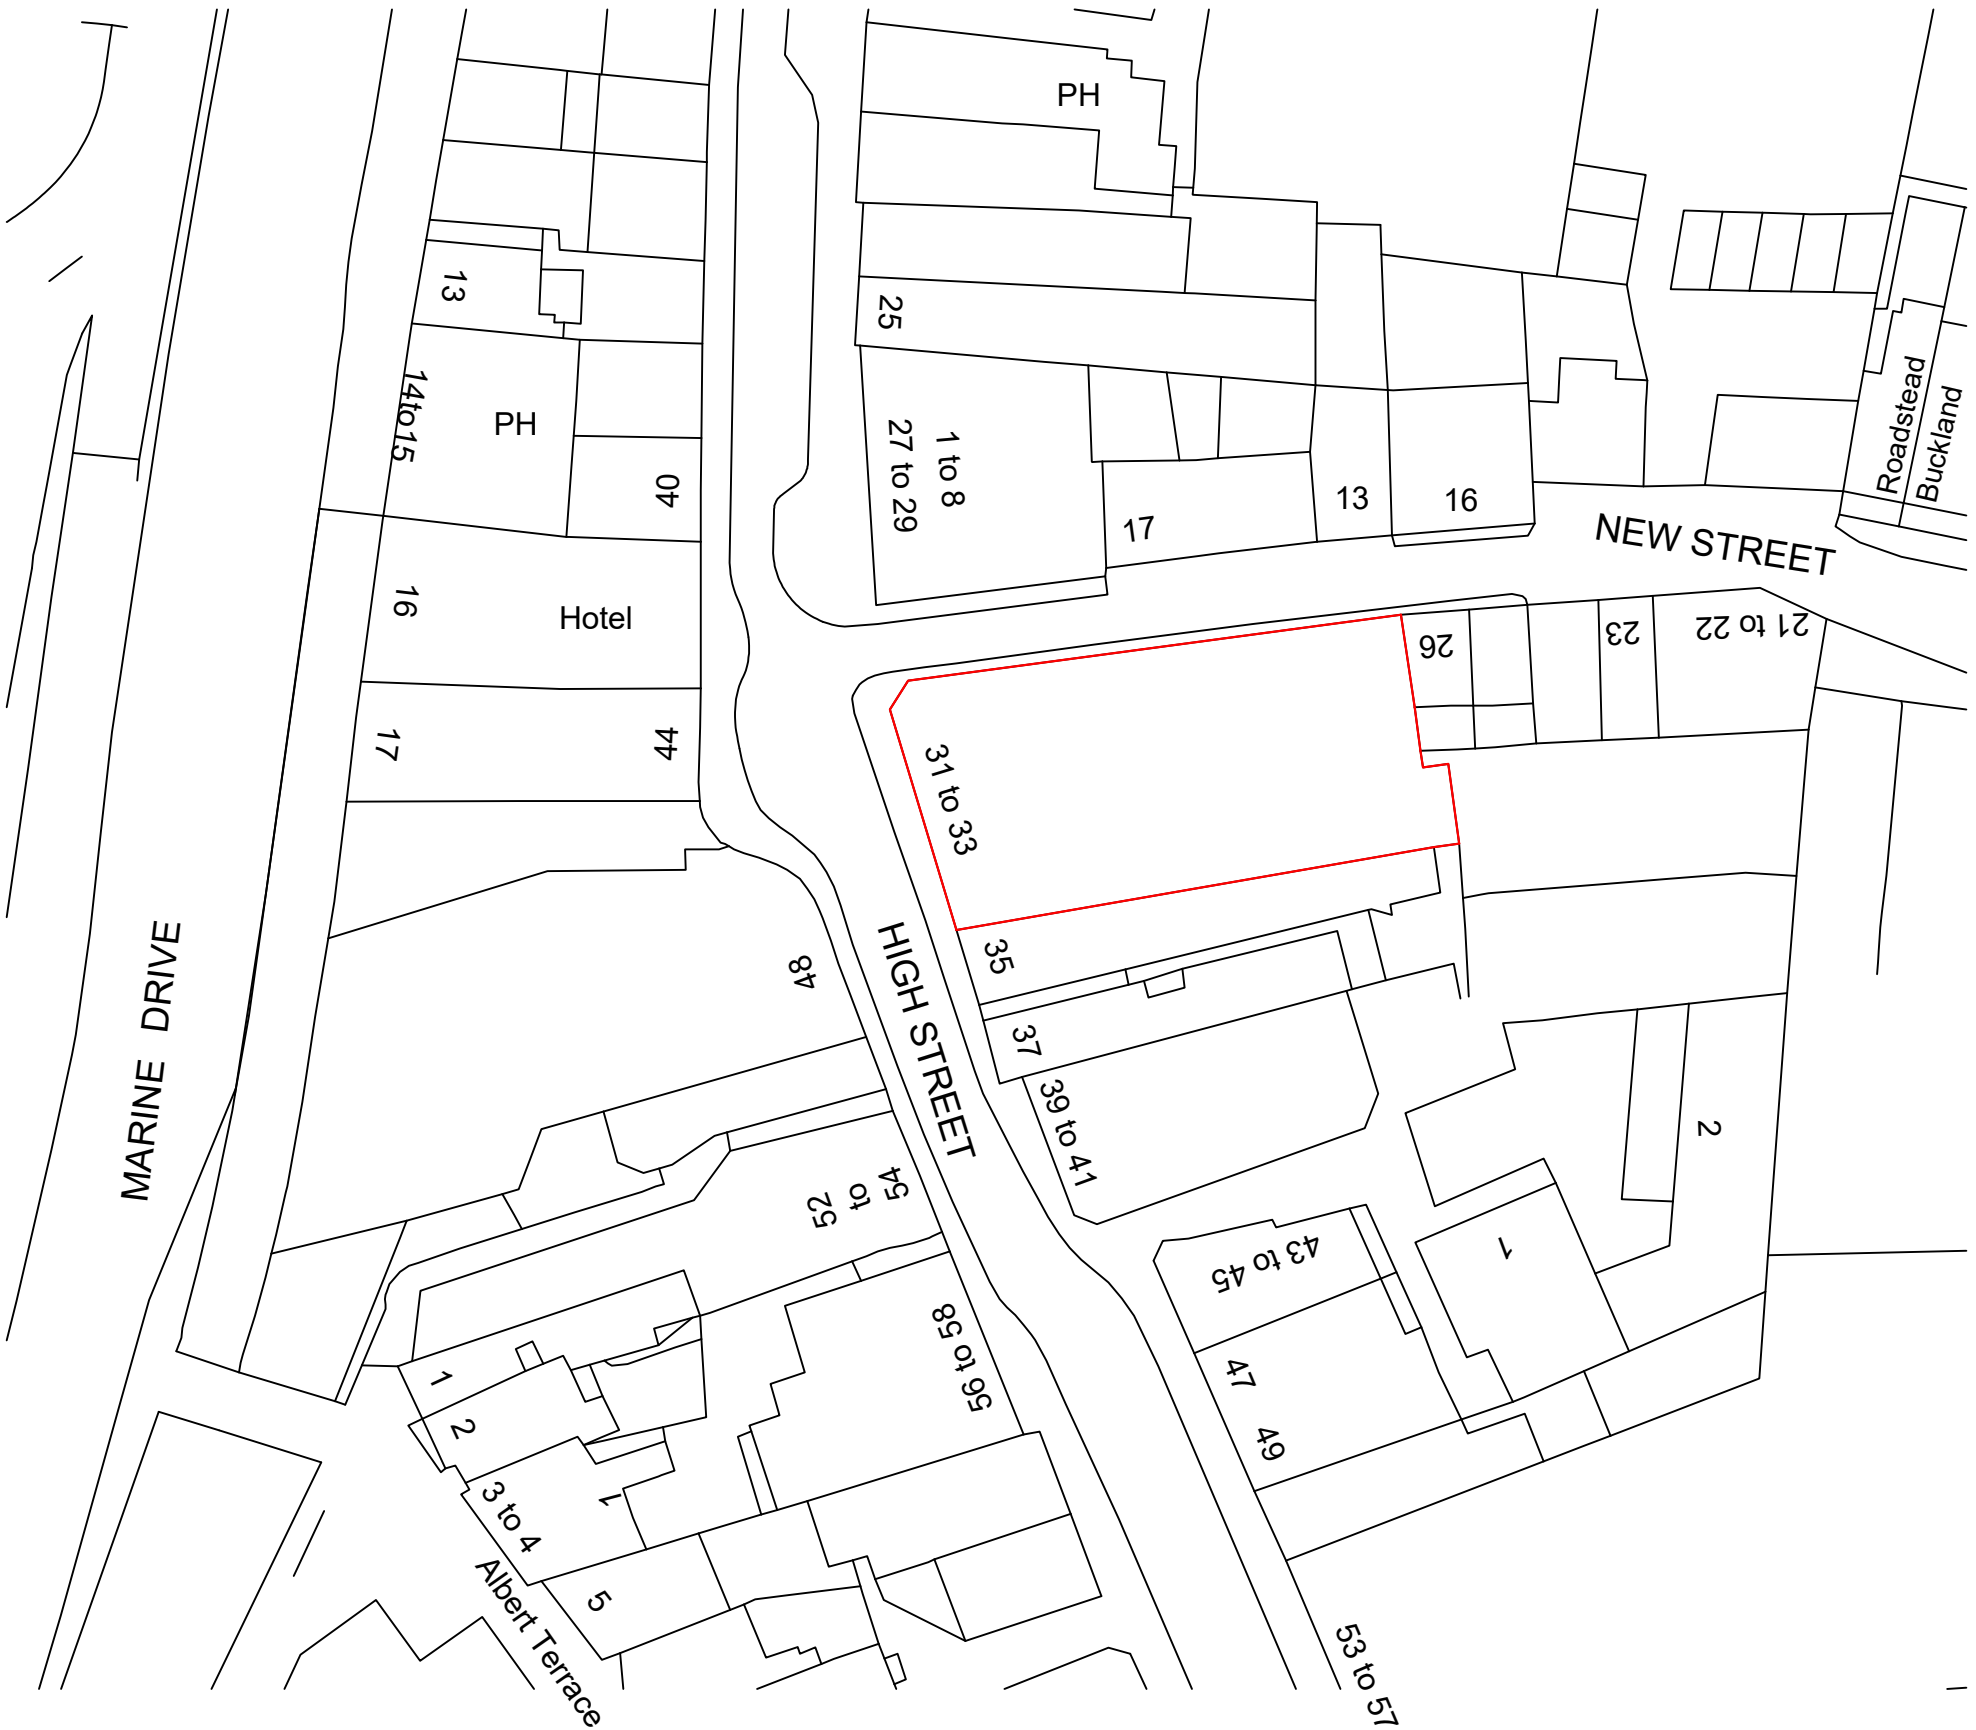 PH
13
25
14to15
PH
40
1 to 8
27 to 29
17
13
16
Roadstead
Buckland
NEW STREET
16
Hotel
26
23
21 to 22
17
44
31 to 33
MARINE DRIVE
48
HIGH STREET
35
37
39 to 41
2
54
to
52
43 to 45
1
56 to 58
47
49
1
2
3 to 4
1
5
Albert Terrace
53 to 57